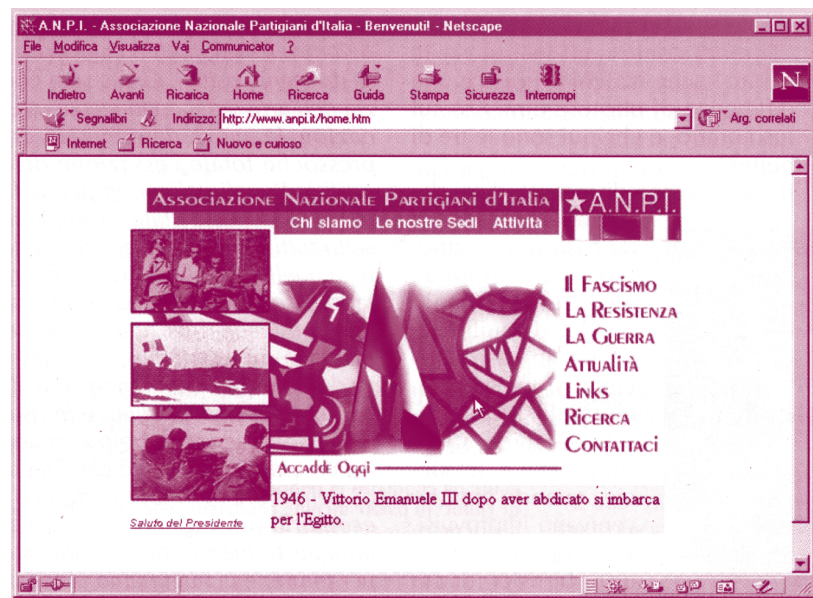 A.N.P.I. - Associazione Nazionale Partigiani d'Italia - Benvenuti! - Netscape
File Modifica Visualizza Vai Communicator ?
Indietro Avanti Ricarica Home Ricerca Guida Stampa Sicurezza Interrompi
N
Segnalibri Indirizzo: http://www.anpi.it/home.htm Arg. correlati
Internet Ricerca Nuovo e curioso
Associazione Nazionale Partigiani d'Italia
★A.N.P.I.
Chi siamo Le nostre Sedi Attività
Il Fascismo
La Resistenza
La Guerra
Attualità
Links
Ricerca
Contattaci
Accadde Oggi
1946 - Vittorio Emanuele III dopo aver abdicato si imbarca
per l'Egitto.
Saluto del Presidente